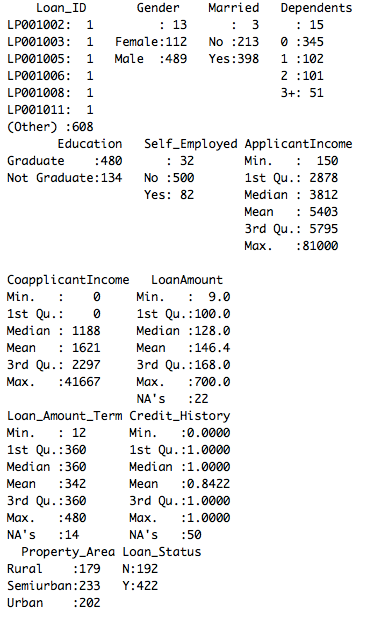 Loan_ID       Gender    Married   Dependents
LP001002:  1         : 13      :  3      : 15
LP001003:  1   Female:112   No :213   0 :345
LP001005:  1   Male  :489   Yes:398   1 :102
LP001006:  1                          2 :101
LP001008:  1                          3+: 51
LP001011:  1
(Other) :608
       Education   Self_Employed ApplicantIncome
Graduate    :480      : 32       Min.   :  150
Not Graduate:134   No :500       1st Qu.: 2878
                   Yes: 82       Median : 3812
                                 Mean   : 5403
                                 3rd Qu.: 5795
                                 Max.   :81000
CoapplicantIncome   LoanAmount
Min.   :    0     Min.   :  9.0
1st Qu.:    0     1st Qu.:100.0
Median : 1188     Median :128.0
Mean   : 1621     Mean   :146.4
3rd Qu.: 2297     3rd Qu.:168.0
Max.   :41667     Max.   :700.0
                  NA's   :22
Loan_Amount_Term Credit_History
Min.   : 12      Min.   :0.0000
1st Qu.:360      1st Qu.:1.0000
Median :360      Median :1.0000
Mean   :342      Mean   :0.8422
3rd Qu.:360      3rd Qu.:1.0000
Max.   :480      Max.   :1.0000
NA's   :14       NA's   :50
  Property_Area Loan_Status
Rural    :179   N:192
Semiurban:233   Y:422
Urban    :202